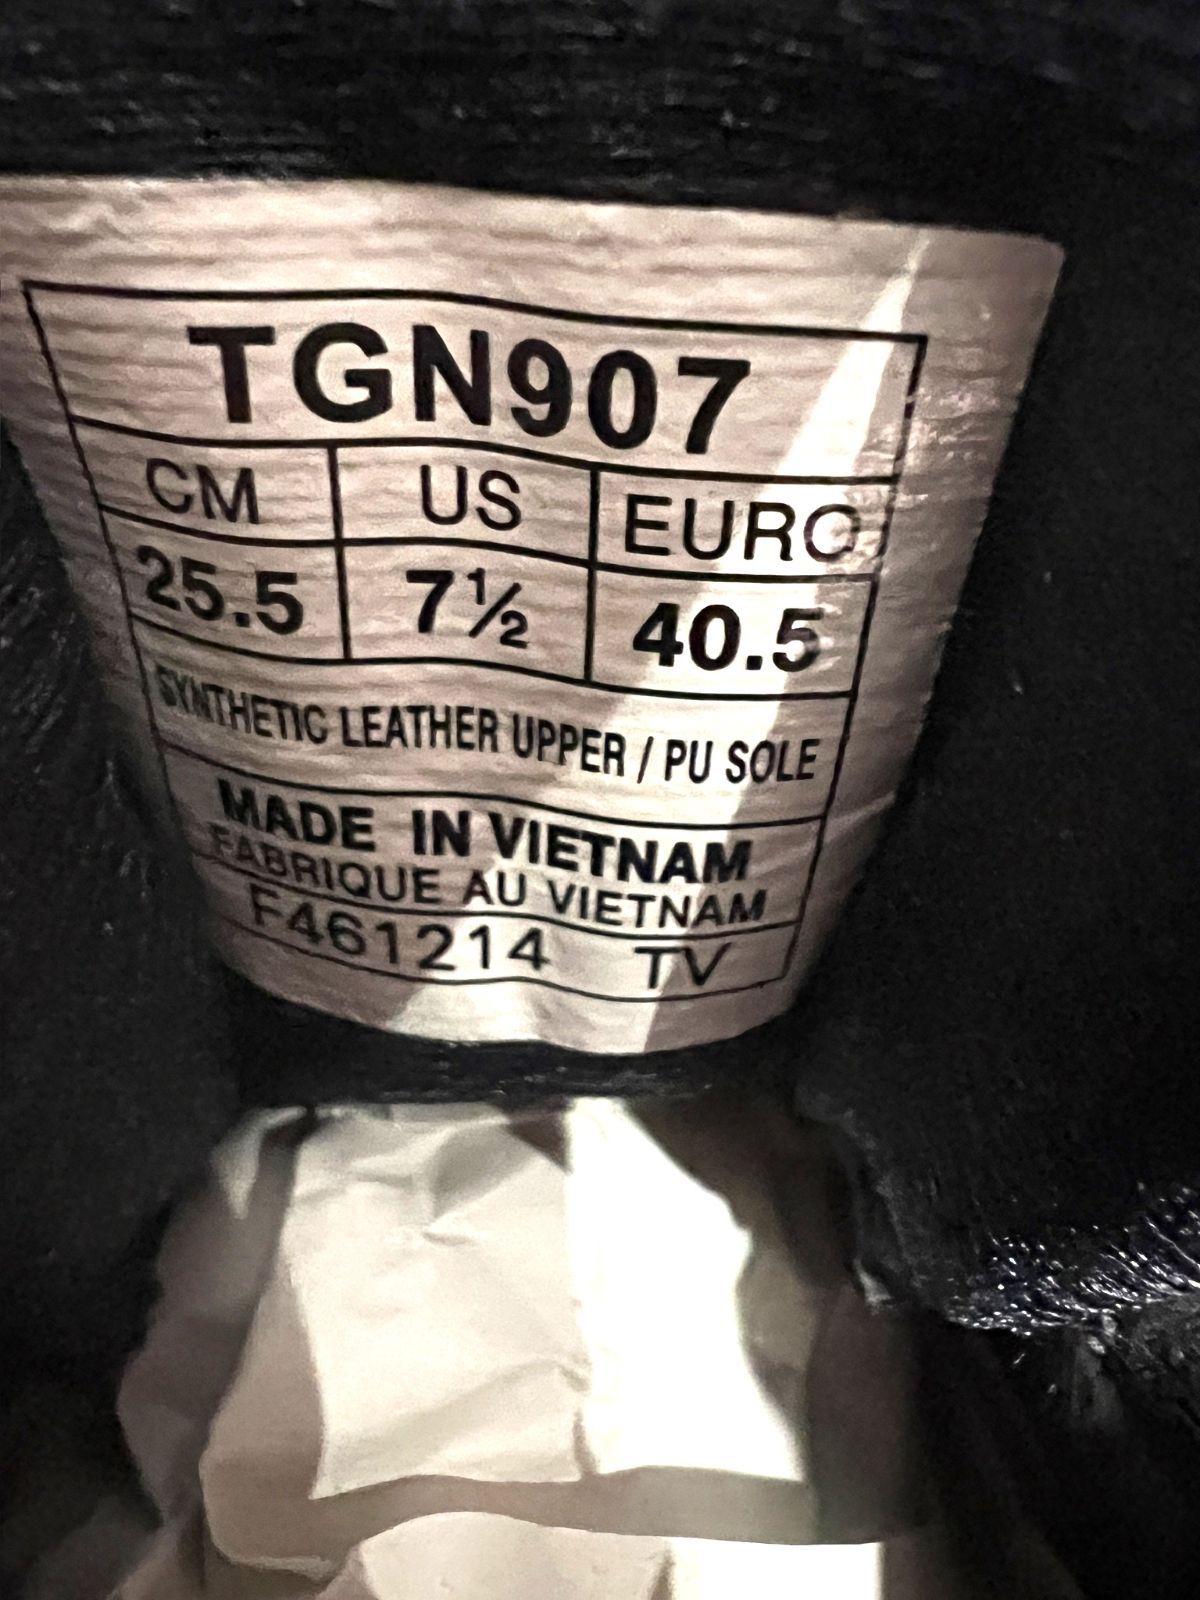 TGN907
CM US EURO
25.5 7½ 40.5
SYNTHETIC LEATHER UPPER / PU SOLE
MADE IN VIETNAM
FABRIQUE AU VIETNAM
F461214 TV